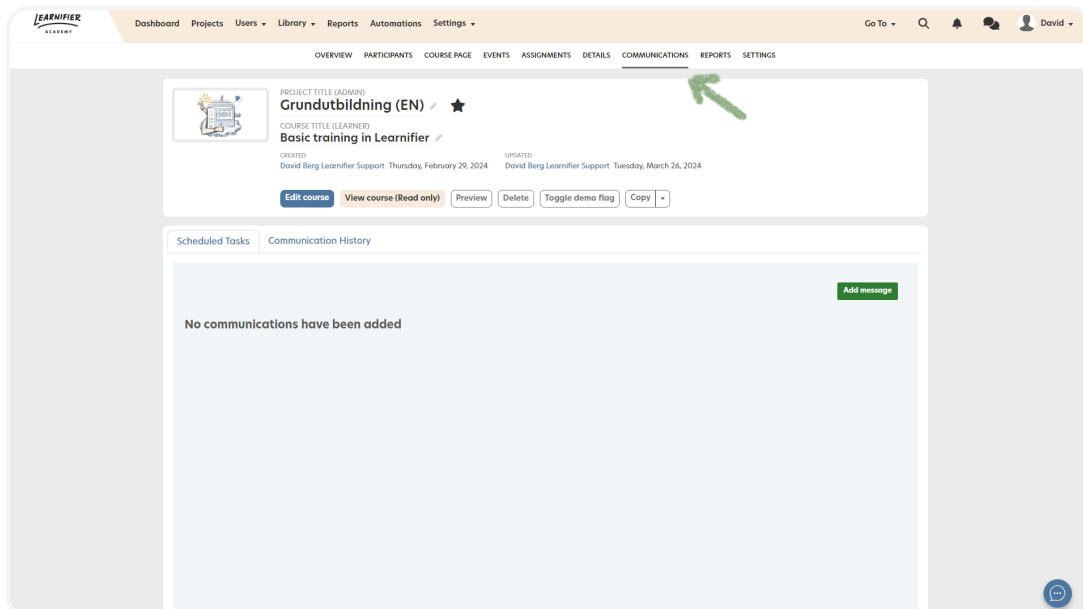 LEARNIFIER
ACADEMY
Dashboard Projects Users Library Reports Automations Settings Go To David
OVERVIEW PARTICIPANTS COURSE PAGE EVENTS ASSIGNMENTS DETAILS COMMUNICATIONS REPORTS SETTINGS
PROJECT TITLE (ADMIN)
Grundutbildning (EN)
COURSE TITLE (LEARNER)
Basic training in Learnifier
CREATED UPDATED
David Berg Learnifier Support Thursday, February 29, 2024 David Berg Learnifier Support Tuesday, March 26, 2024
Edit course View course (Read only) Preview Delete Toggle demo flag Copy
Scheduled Tasks Communication History
Add message
No communications have been added